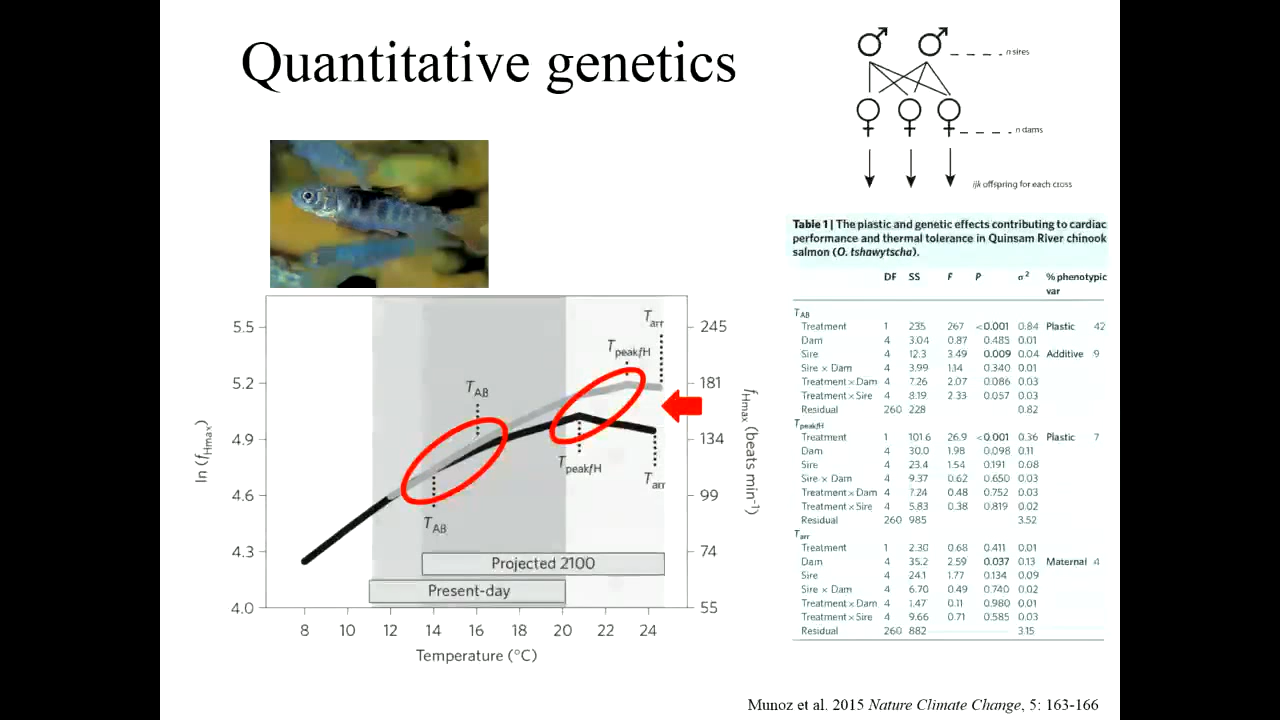 Quantitative genetics
n sires
n dams
ijk offspring for each cross
Table 1 | The plastic and genetic effects contributing to cardiac
performance and thermal tolerance in Quinsam River chinook
salmon (O. tshawytscha).
DF SS F P σ² % phenotypic
var
T_AB
Treatment 1 235 267 <0.001 0.84 Plastic 42
Dam 4 3.04 0.87 0.485 0.01
Sire 4 12.3 3.49 0.009 0.04 Additive 9
Sire × Dam 4 3.99 1.14 0.340 0.01
Treatment × Dam 4 7.26 2.07 0.086 0.03
Treatment × Sire 4 8.19 2.33 0.057 0.03
Residual 260 228 0.82
T_peakfH
Treatment 1 101.6 26.9 <0.001 0.36 Plastic 7
Dam 4 30.0 1.98 0.098 0.11
Sire 4 23.4 1.54 0.191 0.08
Sire × Dam 4 9.37 0.62 0.650 0.03
Treatment × Dam 4 7.24 0.48 0.752 0.03
Treatment × Sire 4 5.83 0.38 0.819 0.02
Residual 260 985 3.52
T_arr
Treatment 1 2.30 0.68 0.411 0.01
Dam 4 35.2 2.59 0.037 0.13 Maternal 4
Sire 4 24.1 1.77 0.134 0.09
Sire × Dam 4 6.70 0.49 0.740 0.02
Treatment × Dam 4 1.47 0.11 0.980 0.01
Treatment × Sire 4 9.66 0.71 0.585 0.03
Residual 260 882 3.15
ln (f_Hmax)
5.5
5.2
4.9
4.6
4.3
4.0
T_AB
T_AB
T_peakfH
T_arr
T_peakfH
T_arr
Projected 2100
Present-day
245
181
134
99
74
55
f_Hmax (beats min⁻¹)
8 10 12 14 16 18 20 22 24
Temperature (°C)
Munoz et al. 2015 Nature Climate Change, 5: 163-166